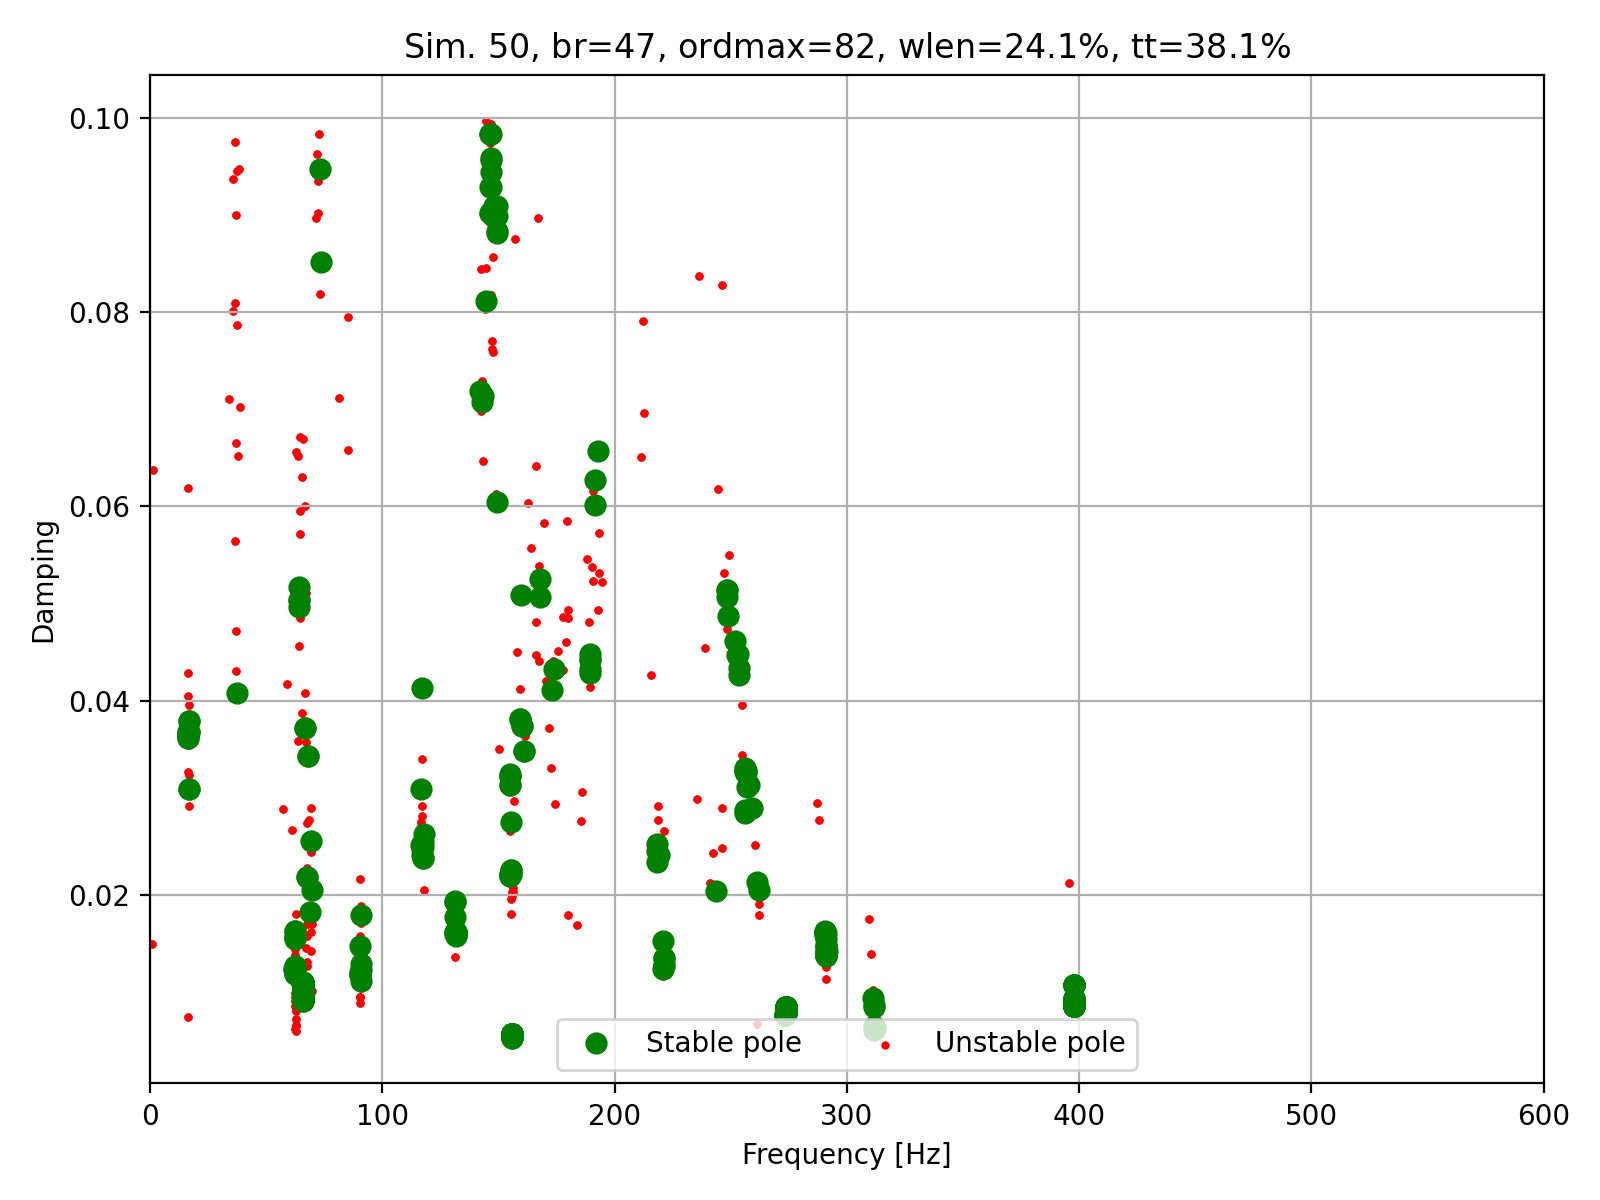 Sim. 50, br=47, ordmax=82, wlen=24.1%, tt=38.1%
0.10
0.08
0.06
0.04
0.02
Damping
Stable pole
Unstable pole
0
100
200
300
400
500
600
Frequency [Hz]